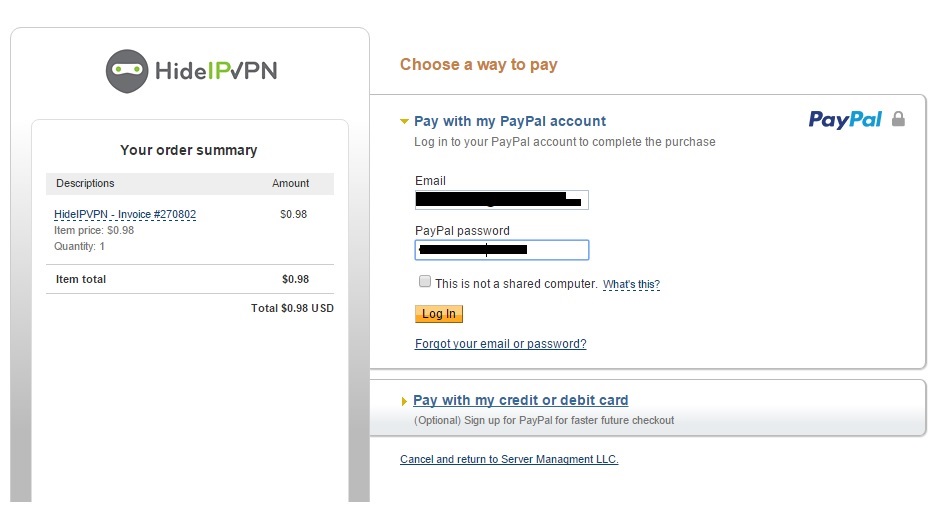 HideIPVPN
Your order summary
Descriptions Amount
HideIPVPN - Invoice #270802 $0.98
Item price: $0.98
Quantity: 1
Item total $0.98
Total $0.98 USD
Choose a way to pay
Pay with my PayPal account PayPal
Log in to your PayPal account to complete the purchase
Email
PayPal password
This is not a shared computer. What's this?
Log In
Forgot your email or password?
Pay with my credit or debit card
(Optional) Sign up for PayPal for faster future checkout
Cancel and return to Server Managment LLC.